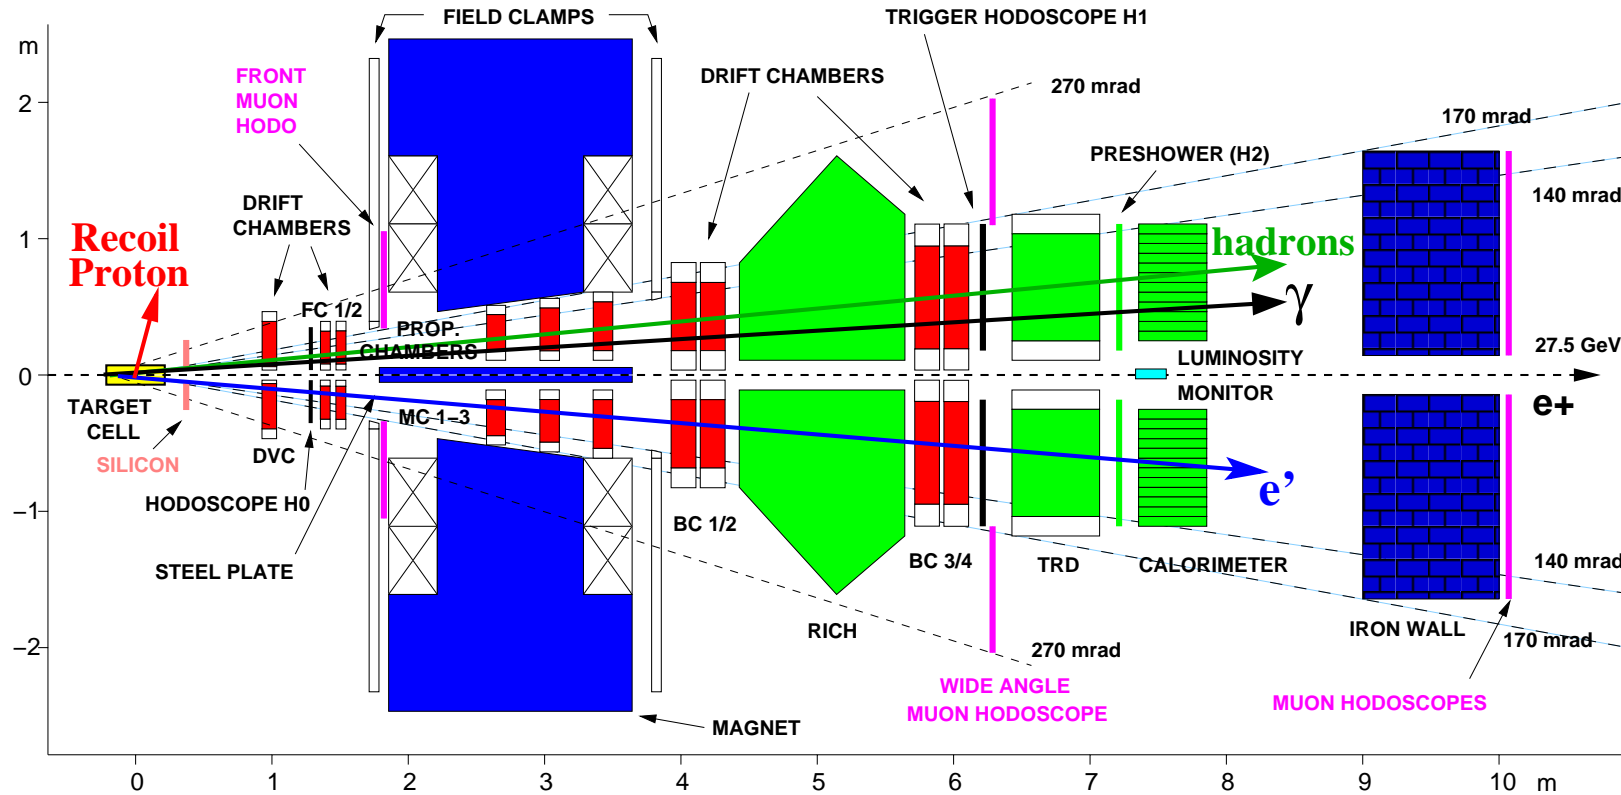 FIELD CLAMPS
TRIGGER HODOSCOPE H1
m
FRONT
MUON
HODO
DRIFT CHAMBERS
270 mrad
2
170 mrad
PRESHOWER (H2)
140 mrad
DRIFT
CHAMBERS
1
Recoil
Proton
hadrons
FC 1/2
γ
PROP.
CHAMBERS
LUMINOSITY
MONITOR
27.5 GeV
0
e+
TARGET
CELL
MC 1−3
SILICON
DVC
e’
HODOSCOPE H0
−1
BC 1/2
BC 3/4
TRD
CALORIMETER
140 mrad
STEEL PLATE
RICH
IRON WALL
170 mrad
−2
270 mrad
WIDE ANGLE
MUON HODOSCOPE
MUON HODOSCOPES
MAGNET
0 1 2 3 4 5 6 7 8 9 10 m